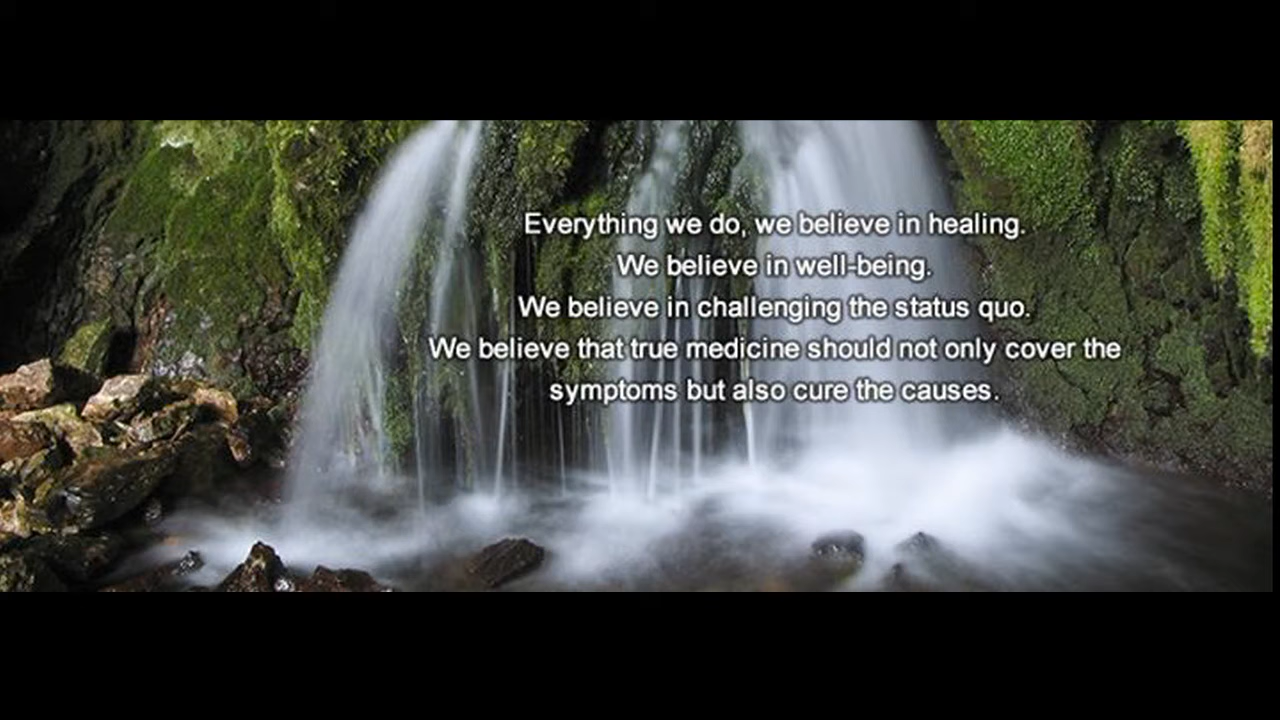 Everything we do, we believe in healing.
We believe in well-being.
We believe in challenging the status quo.
We believe that true medicine should not only cover the
symptoms but also cure the causes.